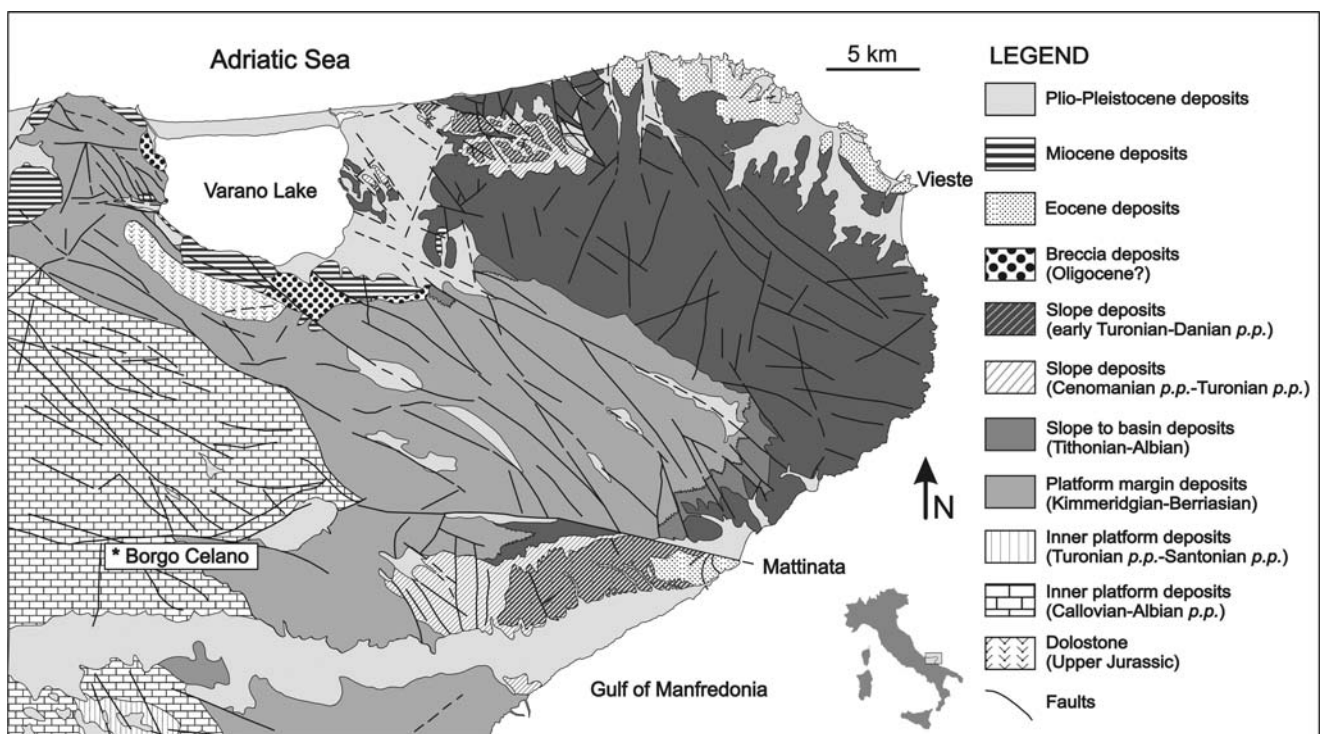 Adriatic Sea
5 km
LEGEND
Plio-Pleistocene deposits
Miocene deposits
Varano Lake
Vieste
Eocene deposits
Breccia deposits
(Oligocene?)
Slope deposits
(early Turonian-Danian p.p.)
Slope deposits
(Cenomanian p.p.-Turonian p.p.)
Slope to basin deposits
(Tithonian-Albian)
N
Platform margin deposits
(Kimmeridgian-Berriasian)
* Borgo Celano
Mattinata
Inner platform deposits
(Turonian p.p.-Santonian p.p.)
Inner platform deposits
(Callovian-Albian p.p.)
Dolostone
(Upper Jurassic)
Gulf of Manfredonia
Faults